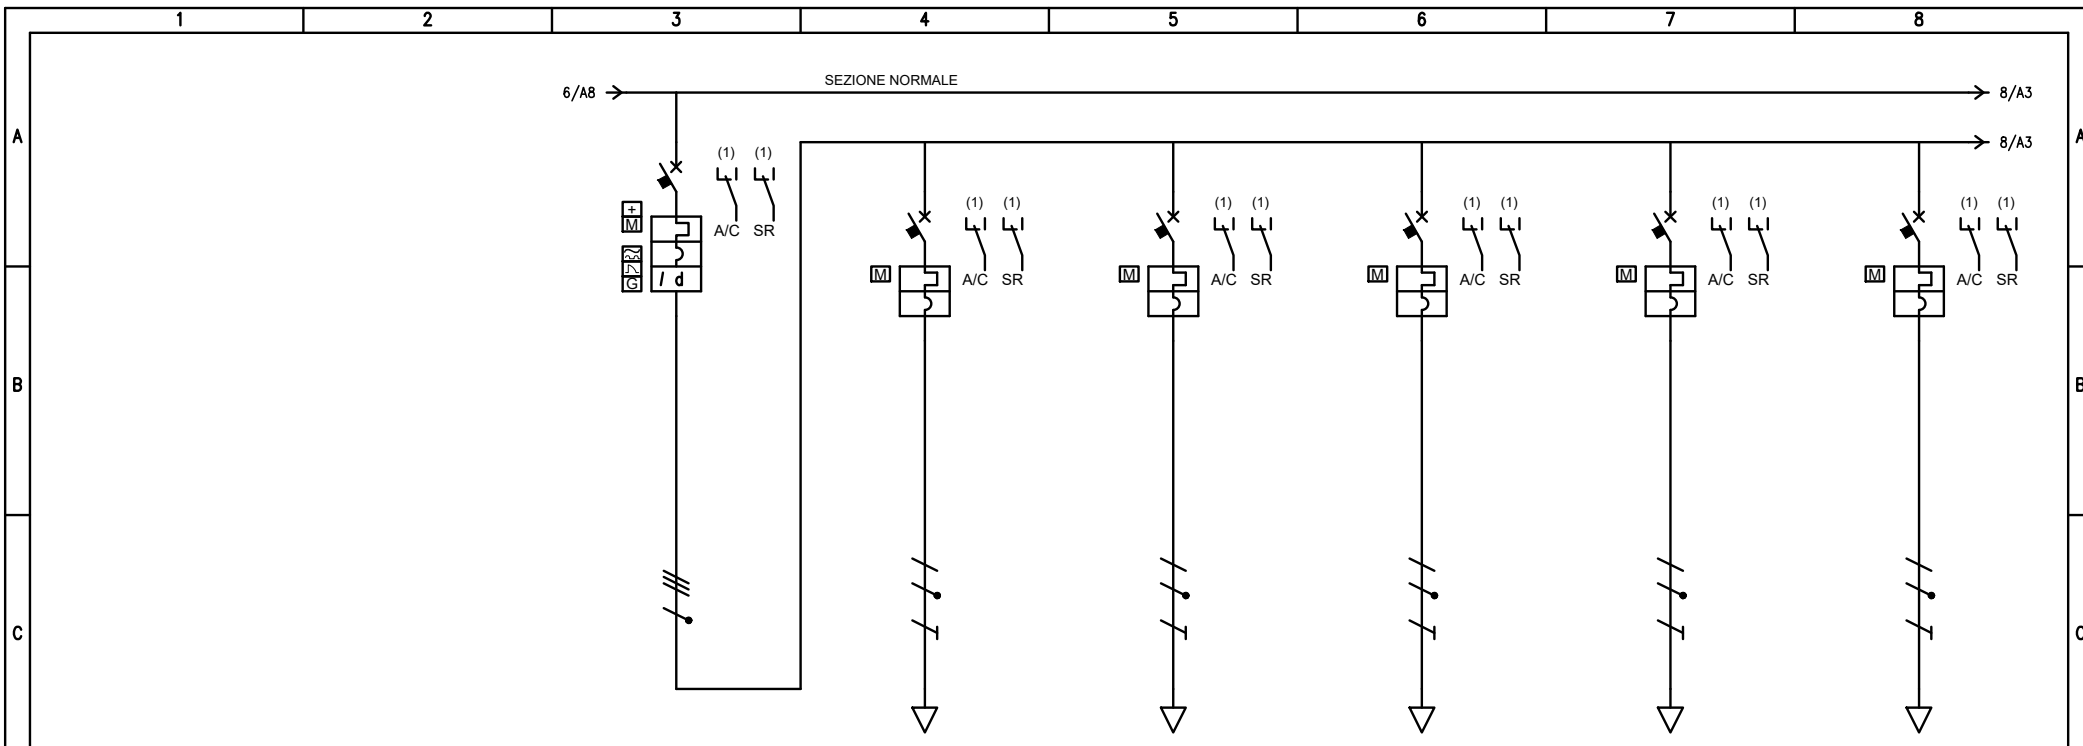 1 2 3 4 5 6 7 8
SEZIONE NORMALE
6/A8 8/A3
A A
8/A3
(1) (1)
+
M A/C SR
(1) (1) (1) (1) (1) (1) (1) (1) (1) (1)
G I d
M A/C SR M A/C SR M A/C SR M A/C SR M A/C SR
B B
C C